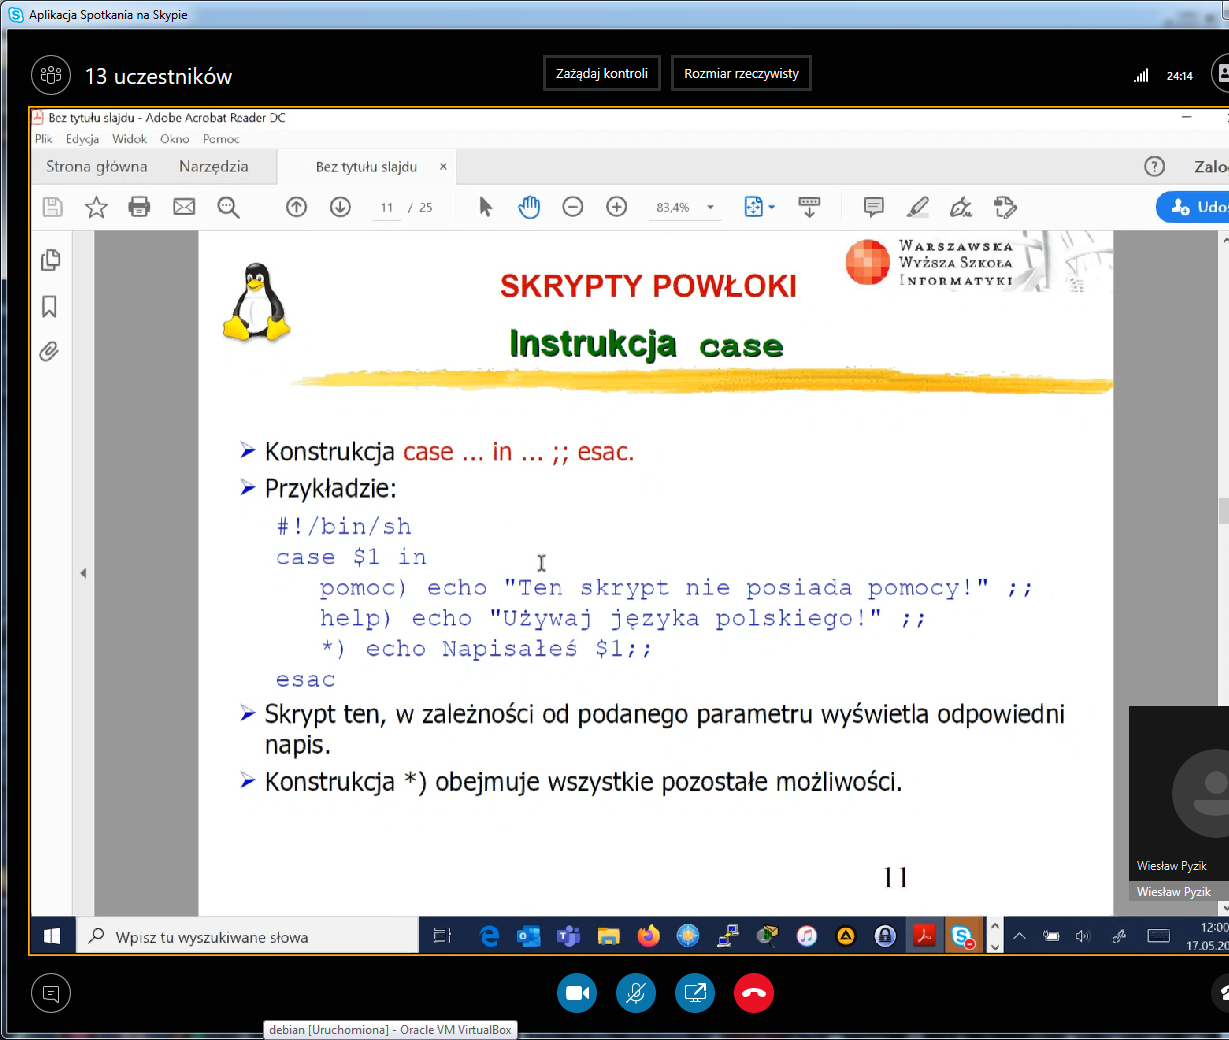 Aplikacja Spotkania na Skypie
13 uczestników
Zażądaj kontroli
Rozmiar rzeczywisty
24:14
Bez tytułu slajdu - Adobe Acrobat Reader DC
Plik Edycja Widok Okno Pomoc
Strona główna Narzędzia Bez tytułu slajdu ×
11 / 25 83,4%
WARSZAWSKA
WYŻSZA SZKOŁA
INFORMATYKI
SKRYPTY POWŁOKI
Instrukcja case
Konstrukcja case ... in ... ;; esac.
Przykładzie:
#!/bin/sh
case $1 in
pomoc) echo "Ten skrypt nie posiada pomocy!" ;;
help) echo "Używaj języka polskiego!" ;;
*) echo Napisałeś $1;;
esac
Skrypt ten, w zależności od podanego parametru wyświetla odpowiedni
napis.
Konstrukcja *) obejmuje wszystkie pozostałe możliwości.
11
Wiesław Pyzik
Wiesław Pyzik
Wpisz tu wyszukiwane słowa
12:00
debian [Uruchomiona] - Oracle VM VirtualBox